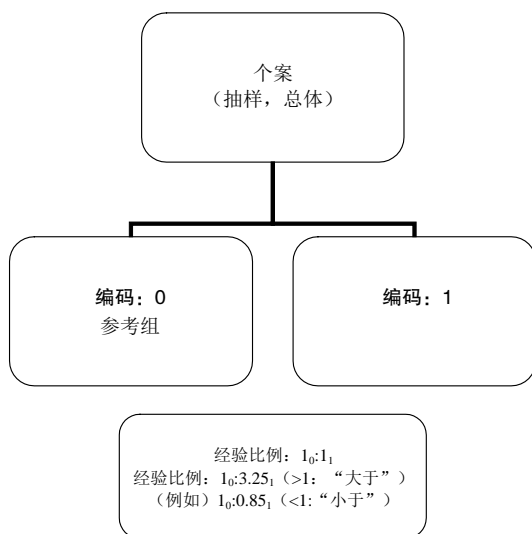 个案
（抽样，总体）
编码：0
参考组
编码：1
经验比例：1₀:1₁
经验比例：1₀:3.25₁（>1：“大于”）
（例如）1₀:0.85₁（<1:“小于”）